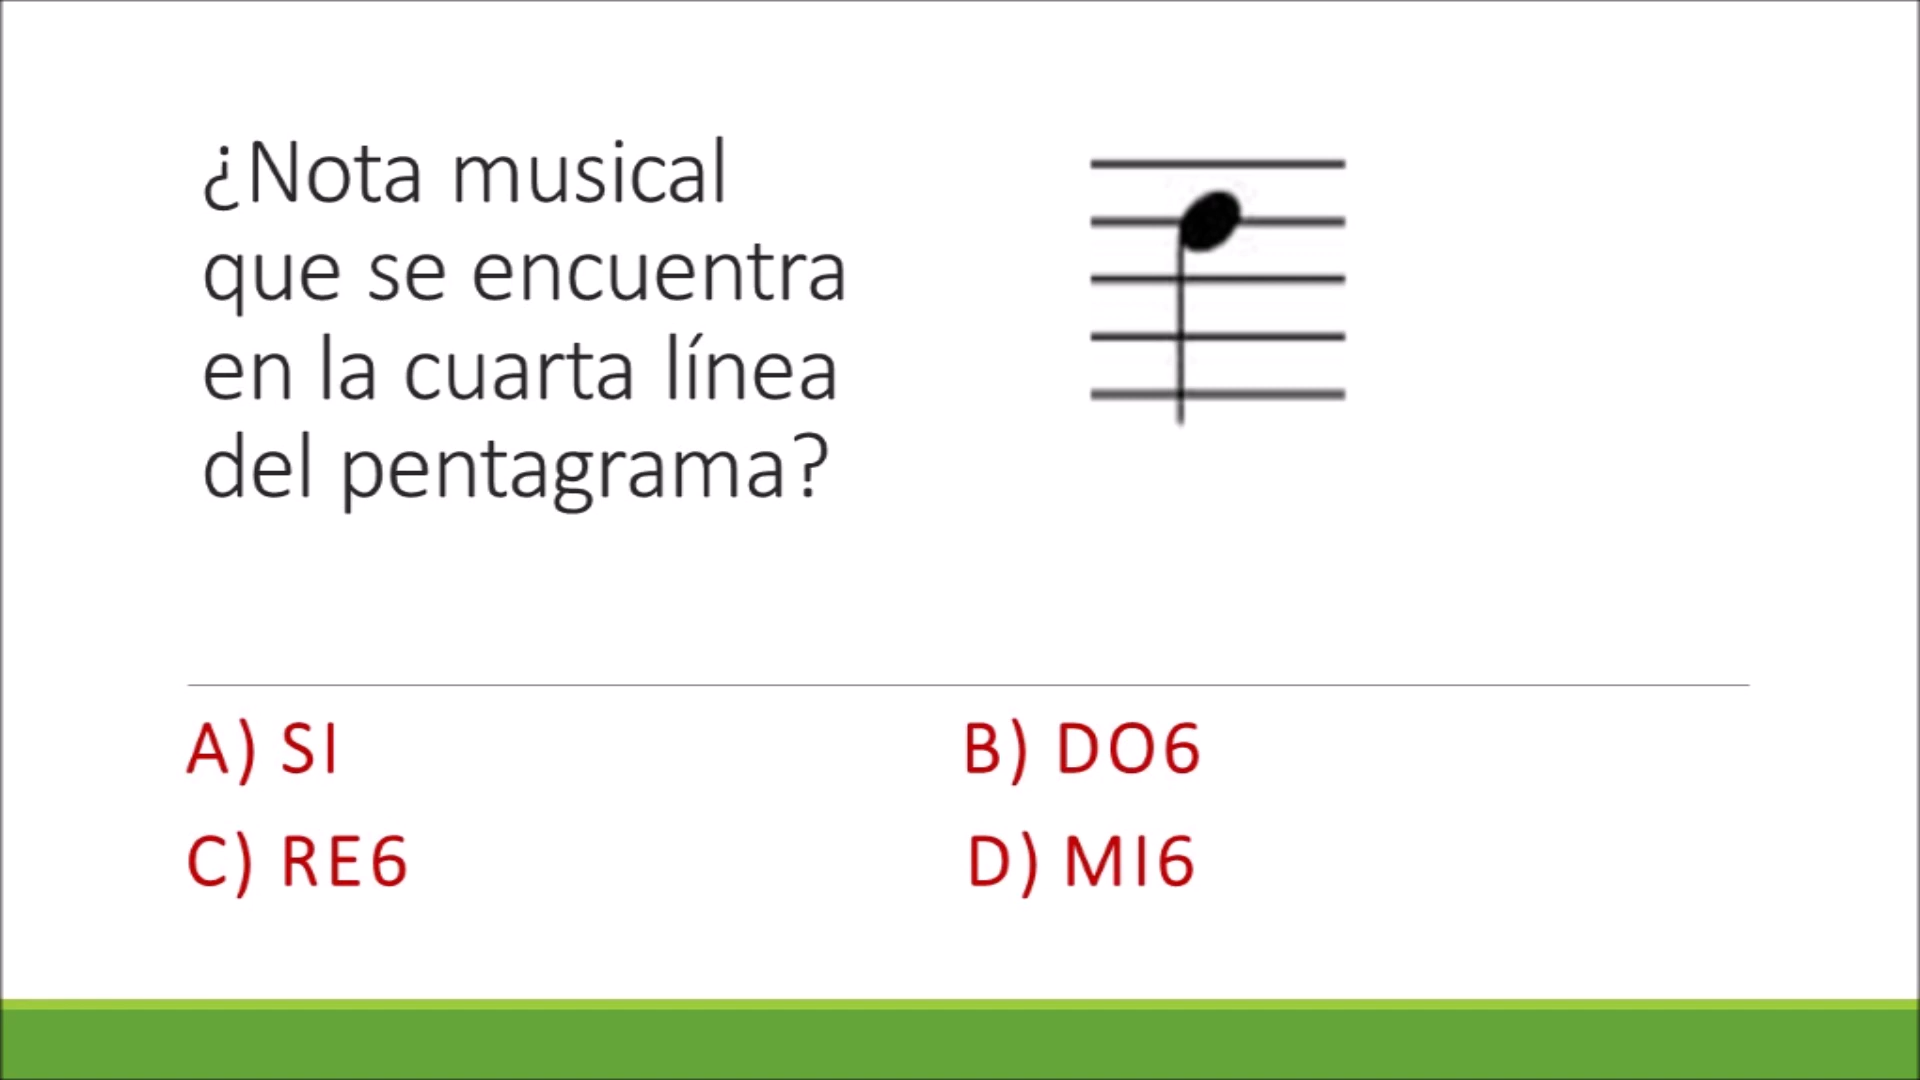 ¿Nota musical
que se encuentra
en la cuarta línea
del pentagrama?
A) SI
B) DO6
C) RE6
D) MI6